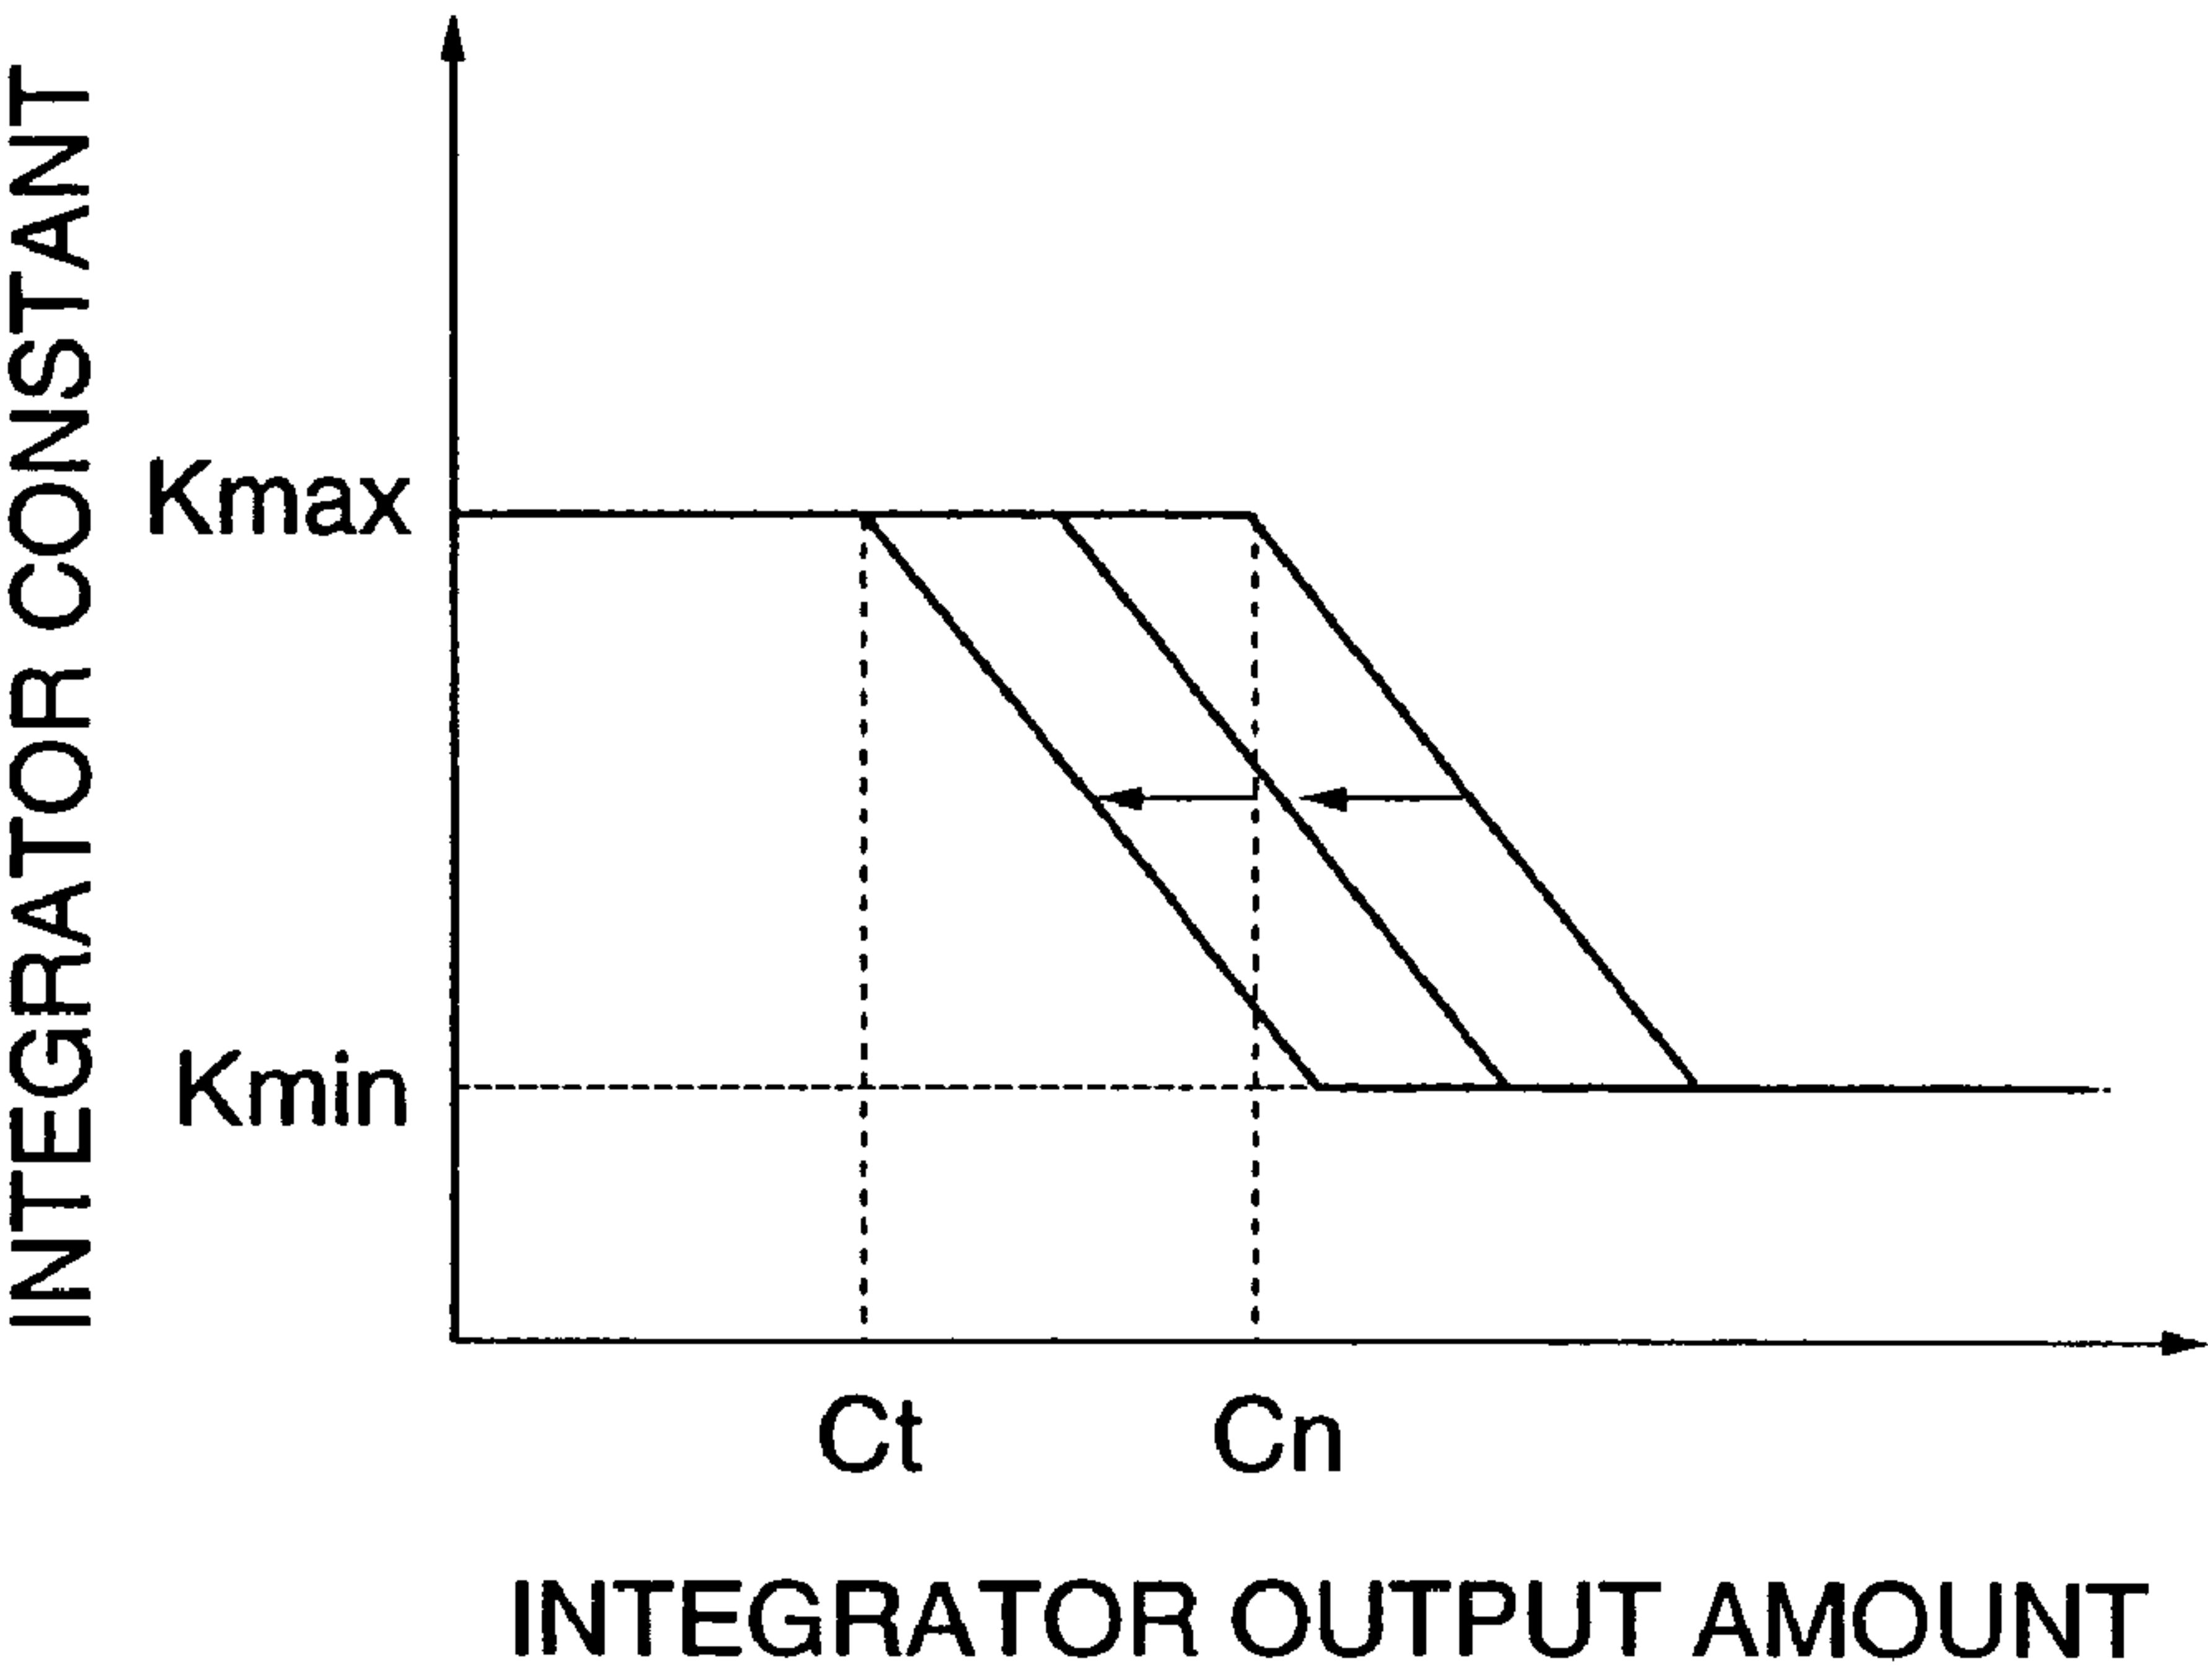 INTEGRATOR CONSTANT
Kmax
Kmin
Ct
Cn
INTEGRATOR OUTPUT AMOUNT